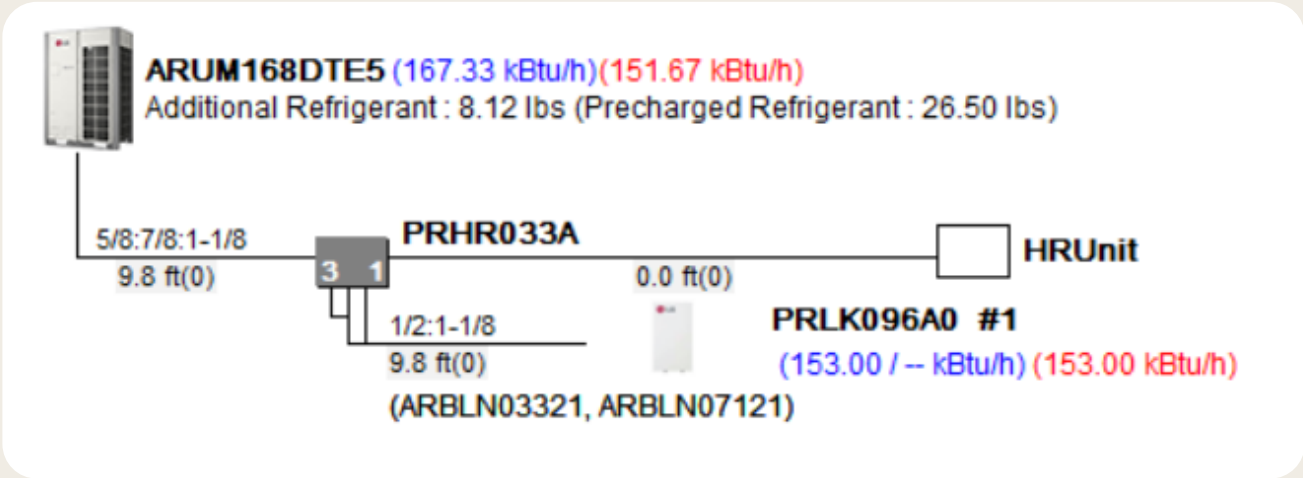 ARUM168DTE5 (167.33 kBtu/h)(151.67 kBtu/h)
Additional Refrigerant : 8.12 lbs (Precharged Refrigerant : 26.50 lbs)
5/8:7/8:1-1/8
9.8 ft(0)
PRHR033A
3 1
0.0 ft(0)
HRUnit
1/2:1-1/8
9.8 ft(0)
(ARBLN03321, ARBLN07121)
PRLK096A0 #1
(153.00 / -- kBtu/h) (153.00 kBtu/h)